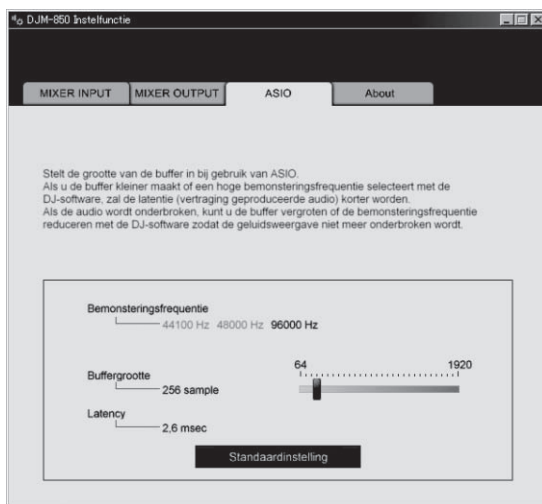 DJM-850 Instelfunctie
MIXER INPUT MIXER OUTPUT ASIO About
Stelt de grootte van de buffer in bij gebruik van ASIO.
Als u de buffer kleiner maakt of een hoge bemonsteringsfrequentie selecteert met de
DJ-software, zal de latentie (vertraging geproduceerde audio) korter worden.
Als de audio wordt onderbroken, kunt u de buffer vergroten of de bemonsteringsfrequentie
reduceren met de DJ-software zodat de geluidsweergave niet meer onderbroken wordt.
Bemonsteringsfrequentie
44100 Hz 48000 Hz 96000 Hz
64 1920
Buffergrootte
256 sample
Latency
2,6 msec
Standaardinstelling